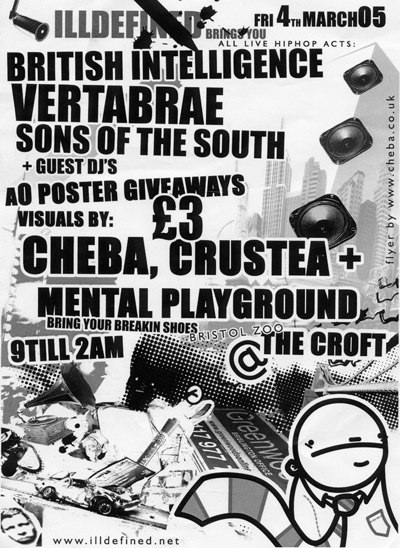 ILLDEFINED BRINGS YOU
FRI 4TH MARCH05
ALL LIVE HIPHOP ACTS:
BRITISH INTELLIGENCE
VERTABRAE
SONS OF THE SOUTH
+ GUEST DJ'S
A0 POSTER GIVEAWAYS
VISUALS BY:
£3
CHEBA, CRUSTEA +
MENTAL PLAYGROUND
BRING YOUR BREAKIN SHOES
BRISTOL ZOO
9TILL 2AM
@THE CROFT
flyer by www.cheba.co.uk
Greenwoo
977
www.illdefined.net